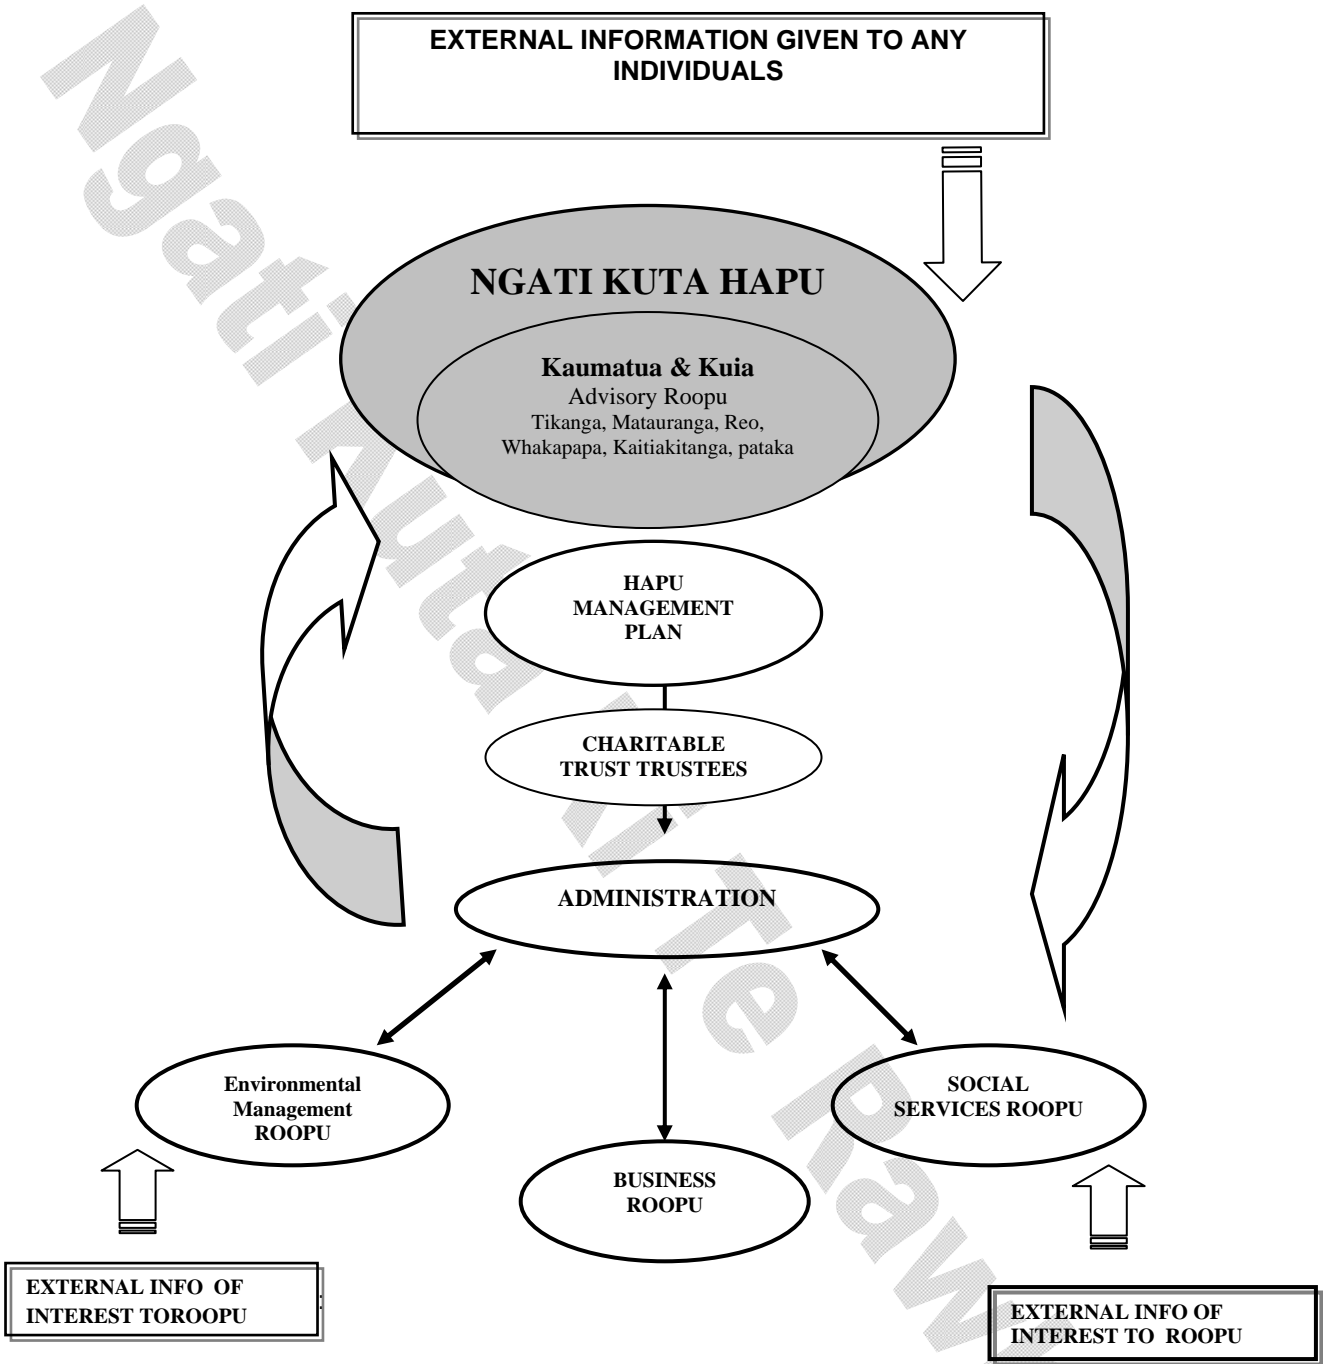 EXTERNAL INFORMATION GIVEN TO ANY
INDIVIDUALS
NGATI KUTA HAPU
Kaumatua & Kuia
Advisory Roopu
Tikanga, Matauranga, Reo,
Whakapapa, Kaitiakitanga, pataka
HAPU
MANAGEMENT
PLAN
CHARITABLE
TRUST TRUSTEES
ADMINISTRATION
Environmental
Management
ROOPU
SOCIAL
SERVICES ROOPU
BUSINESS
ROOPU
EXTERNAL INFO  OF
INTEREST TOROOPU
:
EXTERNAL INFO OF
INTEREST TO  ROOPU
Ngati Kuta Ki Te Rawh